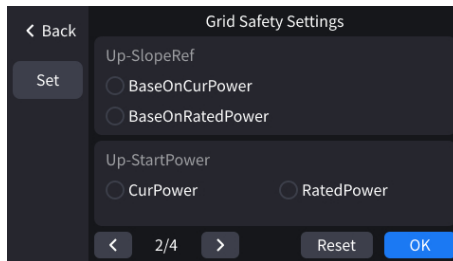 < Back
Grid Safety Settings
Set
Up-SlopeRef
BaseOnCurPower
BaseOnRatedPower
Up-StartPower
CurPower RatedPower
< 2/4 > Reset OK